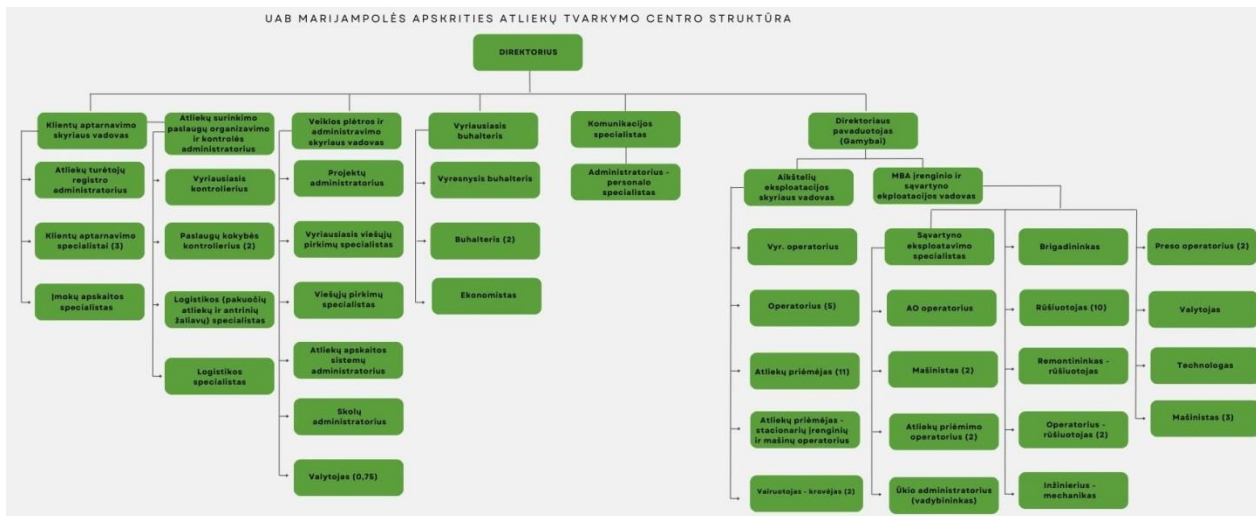 UAB MARIJAMPOLĖS APSKRITIES ATLIEKŲ TVARKYMO CENTRO STRUKTŪRA
DIREKTORIUS
Klientų aptarnavimo
skyriaus vadovas
Atliekų turėtojų
registro
administratorius
Klientų aptarnavimo
specialistai (3)
Įmokų apskaitos
specialistas
Atliekų surinkimo
paslaugų organizavimo
ir kontrolės
administratorius
Vyriausiasis
kontrolierius
Paslaugų kokybės
kontrolierius (2)
Logistikos (pakuočių
atliekų ir antrinių
žaliavų) specialistas
Logistikos
specialistas
Veiklos plėtros ir
administravimo
skyriaus vadovas
Projektų
administratorius
Vyriausiasis viešųjų
pirkimų specialistas
Viešųjų pirkimų
specialistas
Atliekų apskaitos
sistemų
administratorius
Skolų
administratorius
Valytojas (0,75)
Vyriausiasis
buhalteris
Vyresnysis buhalteris
Buhalteris (2)
Ekonomistas
Komunikacijos
specialistas
Administratorius -
personalo
specialistas
Direktoriaus
pavaduotojas
(Gamybai)
Aikštelių
eksploatacijos
skyriaus vadovas
Vyr. operatorius
Operatorius (5)
Atliekų priėmėjas (11)
Atliekų priėmėjas -
stacionarių įrenginių
ir mašinų operatorius
Vairuotojas - krovėjas (2)
MBA įrenginio ir
sąvartyno
ekploatacijos vadovas
Sąvartyno
eksploatavimo
specialistas
AO operatorius
Mašinistas (2)
Atliekų priėmimo
operatorius (2)
Ūkio administratorius
(vadybininkas)
Brigadininkas
Rūšiuotojas (10)
Remontininkas -
rūšiuotojas
Operatorius -
rūšiuotojas (2)
Inžinierius -
mechanikas
Preso operatorius (2)
Valytojas
Technologas
Mašinistas (3)